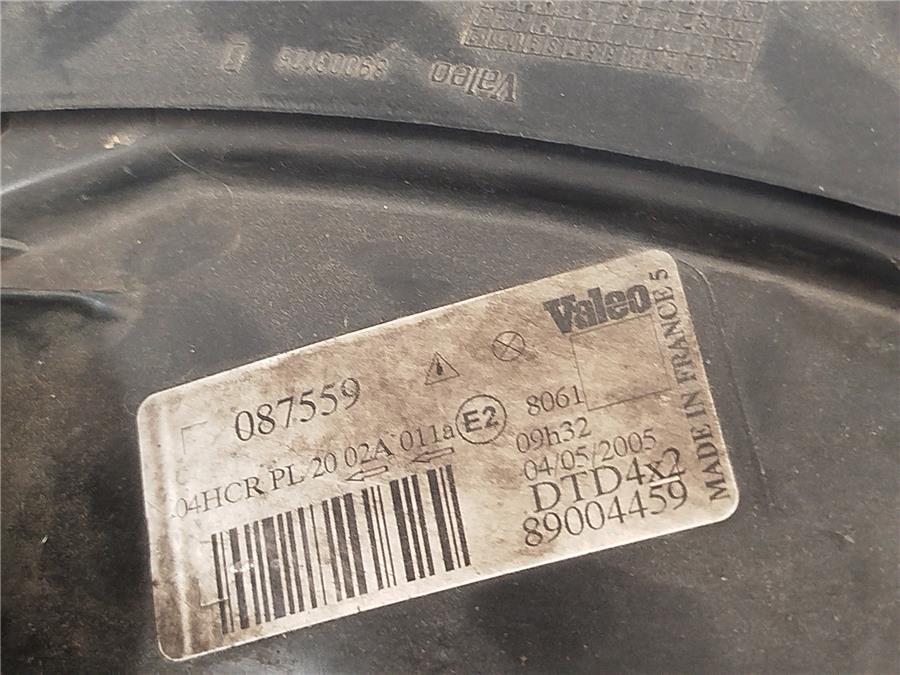 Valeo 89003175
Valeo
MADE IN FRANCE 5
087559
8061
04HCR PL 20 02A 011a E2
09h32
04/05/2005
DTD4x2
89004459